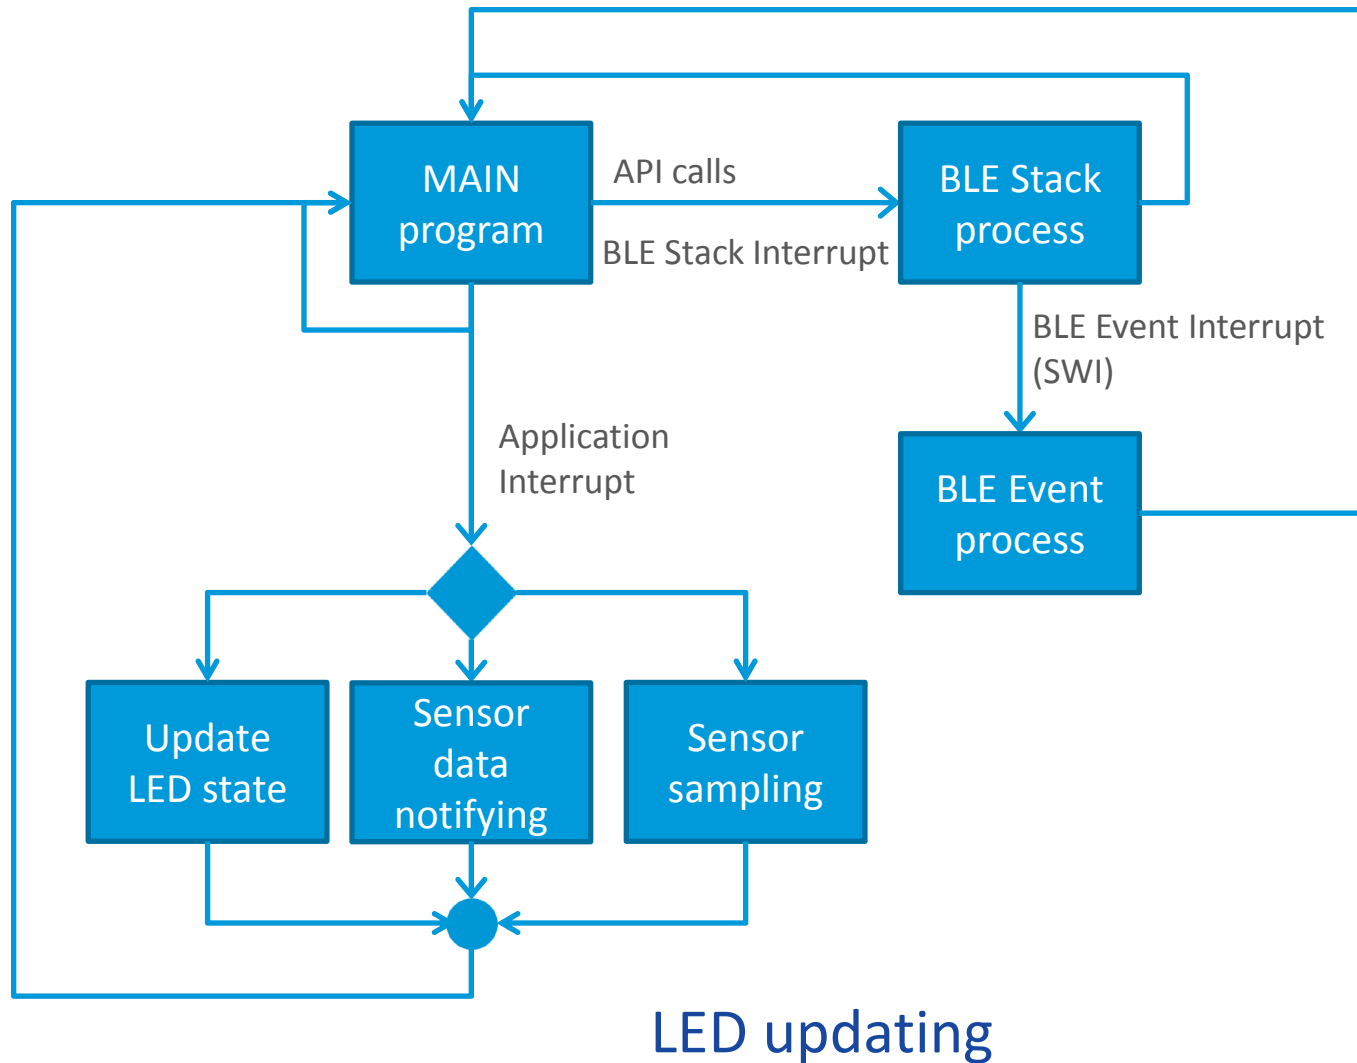 MAIN
program
API calls
BLE Stack Interrupt
BLE Stack
process
BLE Event Interrupt
(SWI)
Application
Interrupt
BLE Event
process
Update
LED state
Sensor
data
notifying
Sensor
sampling
LED updating